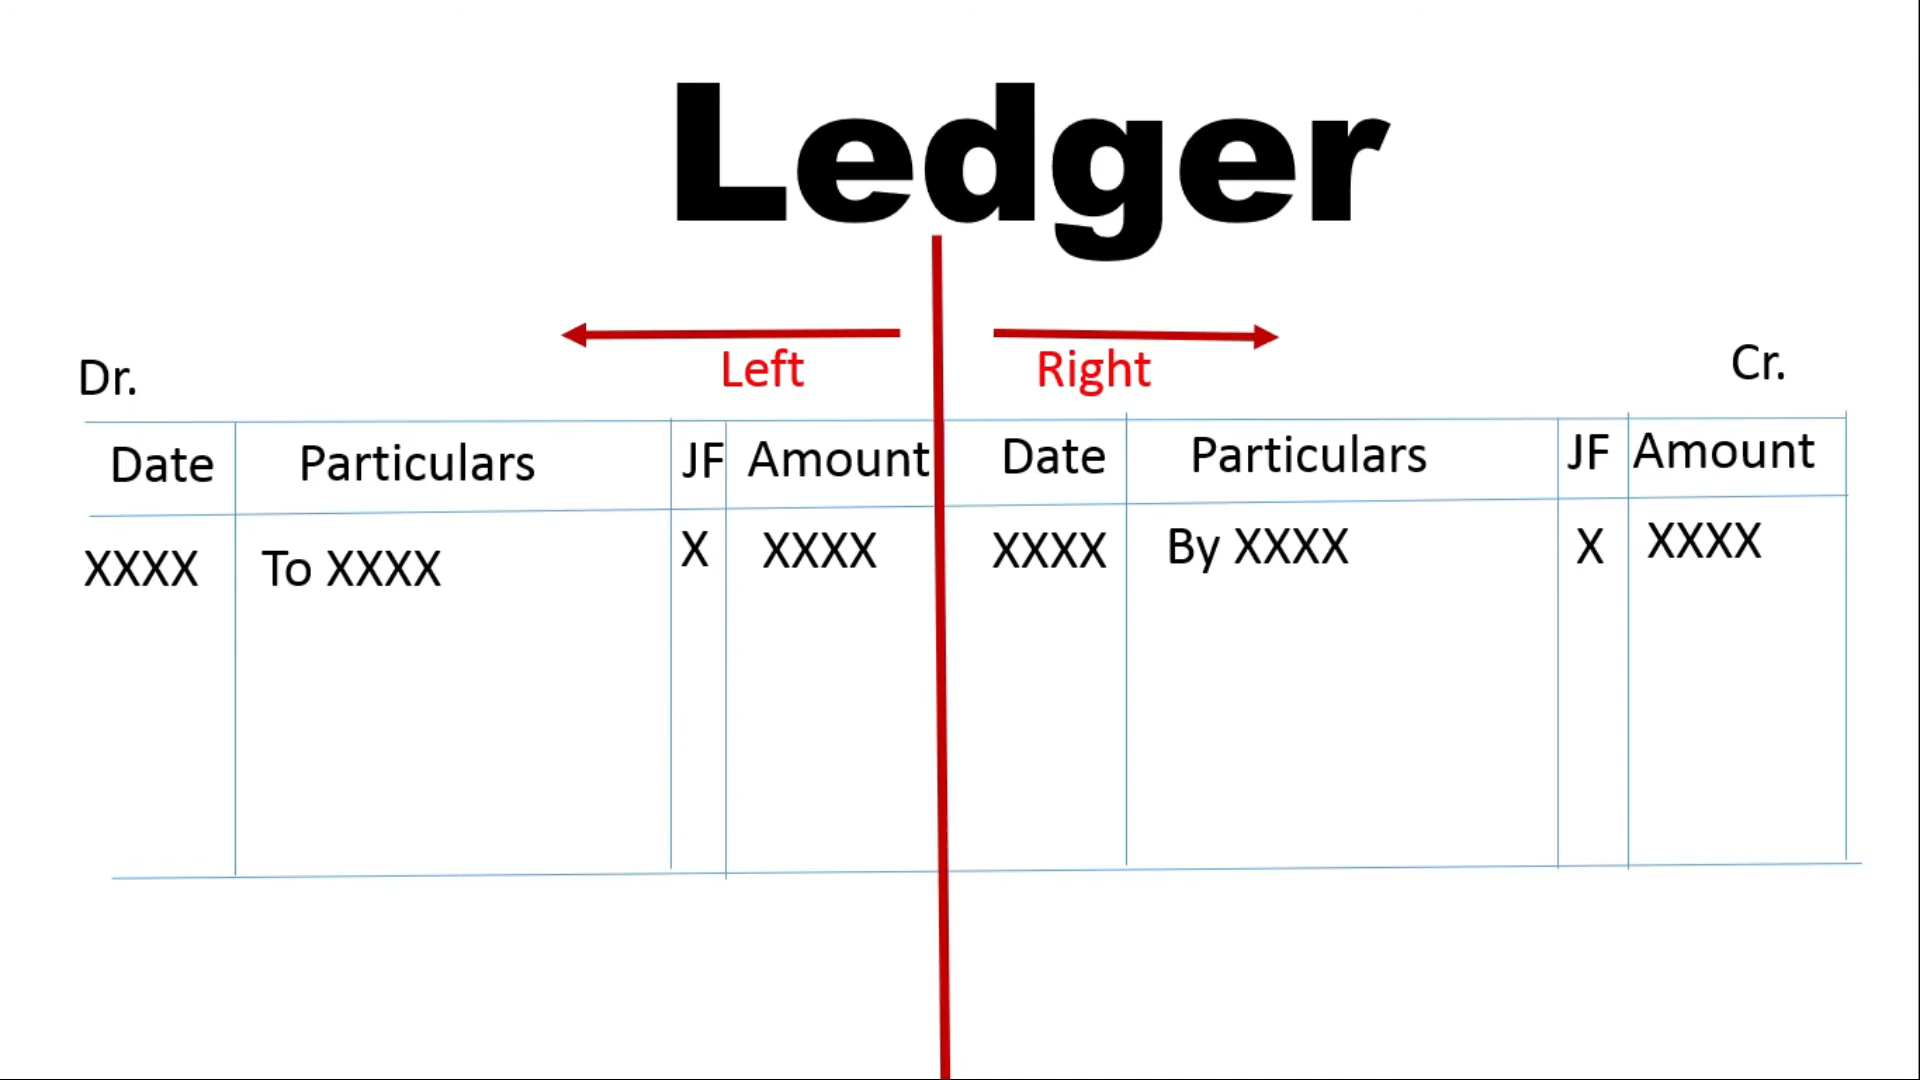 Ledger
Left Right
Dr. Cr.
Date Particulars JF Amount Date Particulars JF Amount
XXXX To XXXX X XXXX XXXX By XXXX X XXXX